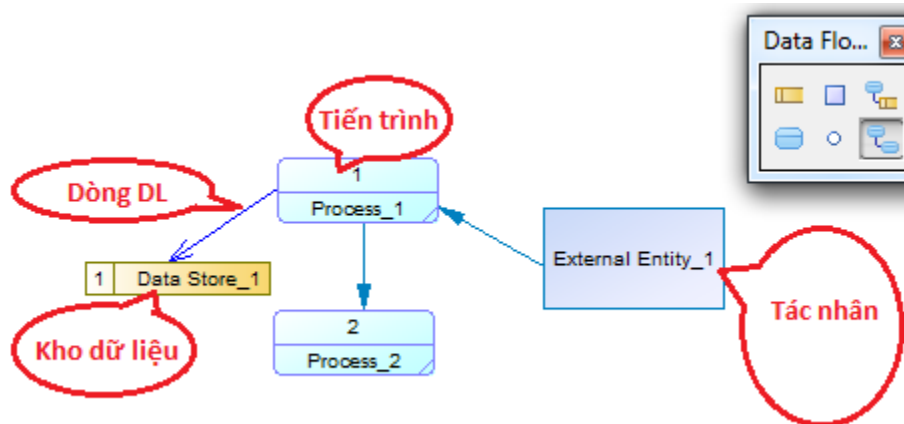 Data Flo...
Tiến trình
1
Process_1
Dòng DL
External Entity_1
1 Data Store_1
Tác nhân
2
Process_2
Kho dữ liệu